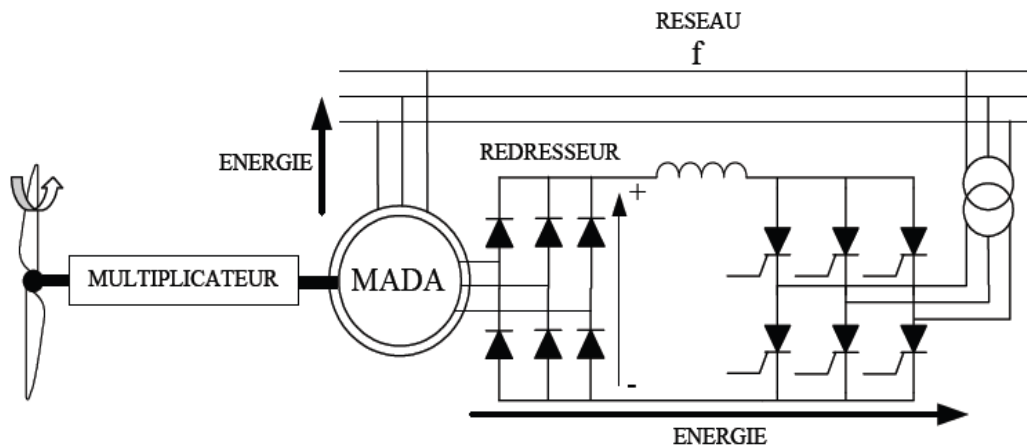 RESEAU
f
ENERGIE
REDRESSEUR
+
MULTIPLICATEUR
MADA
-
ENERGIE